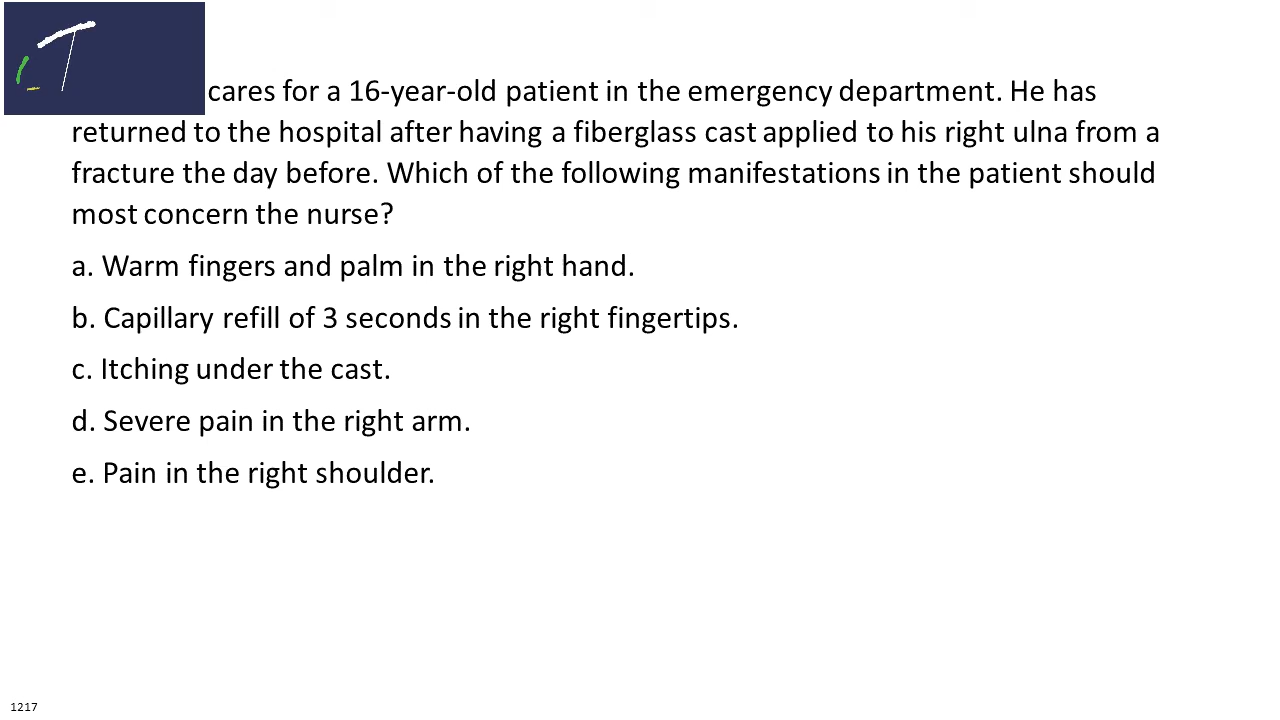 cares for a 16-year-old patient in the emergency department. He has
returned to the hospital after having a fiberglass cast applied to his right ulna from a
fracture the day before. Which of the following manifestations in the patient should
most concern the nurse?
a. Warm fingers and palm in the right hand.
b. Capillary refill of 3 seconds in the right fingertips.
c. Itching under the cast.
d. Severe pain in the right arm.
e. Pain in the right shoulder.
1217